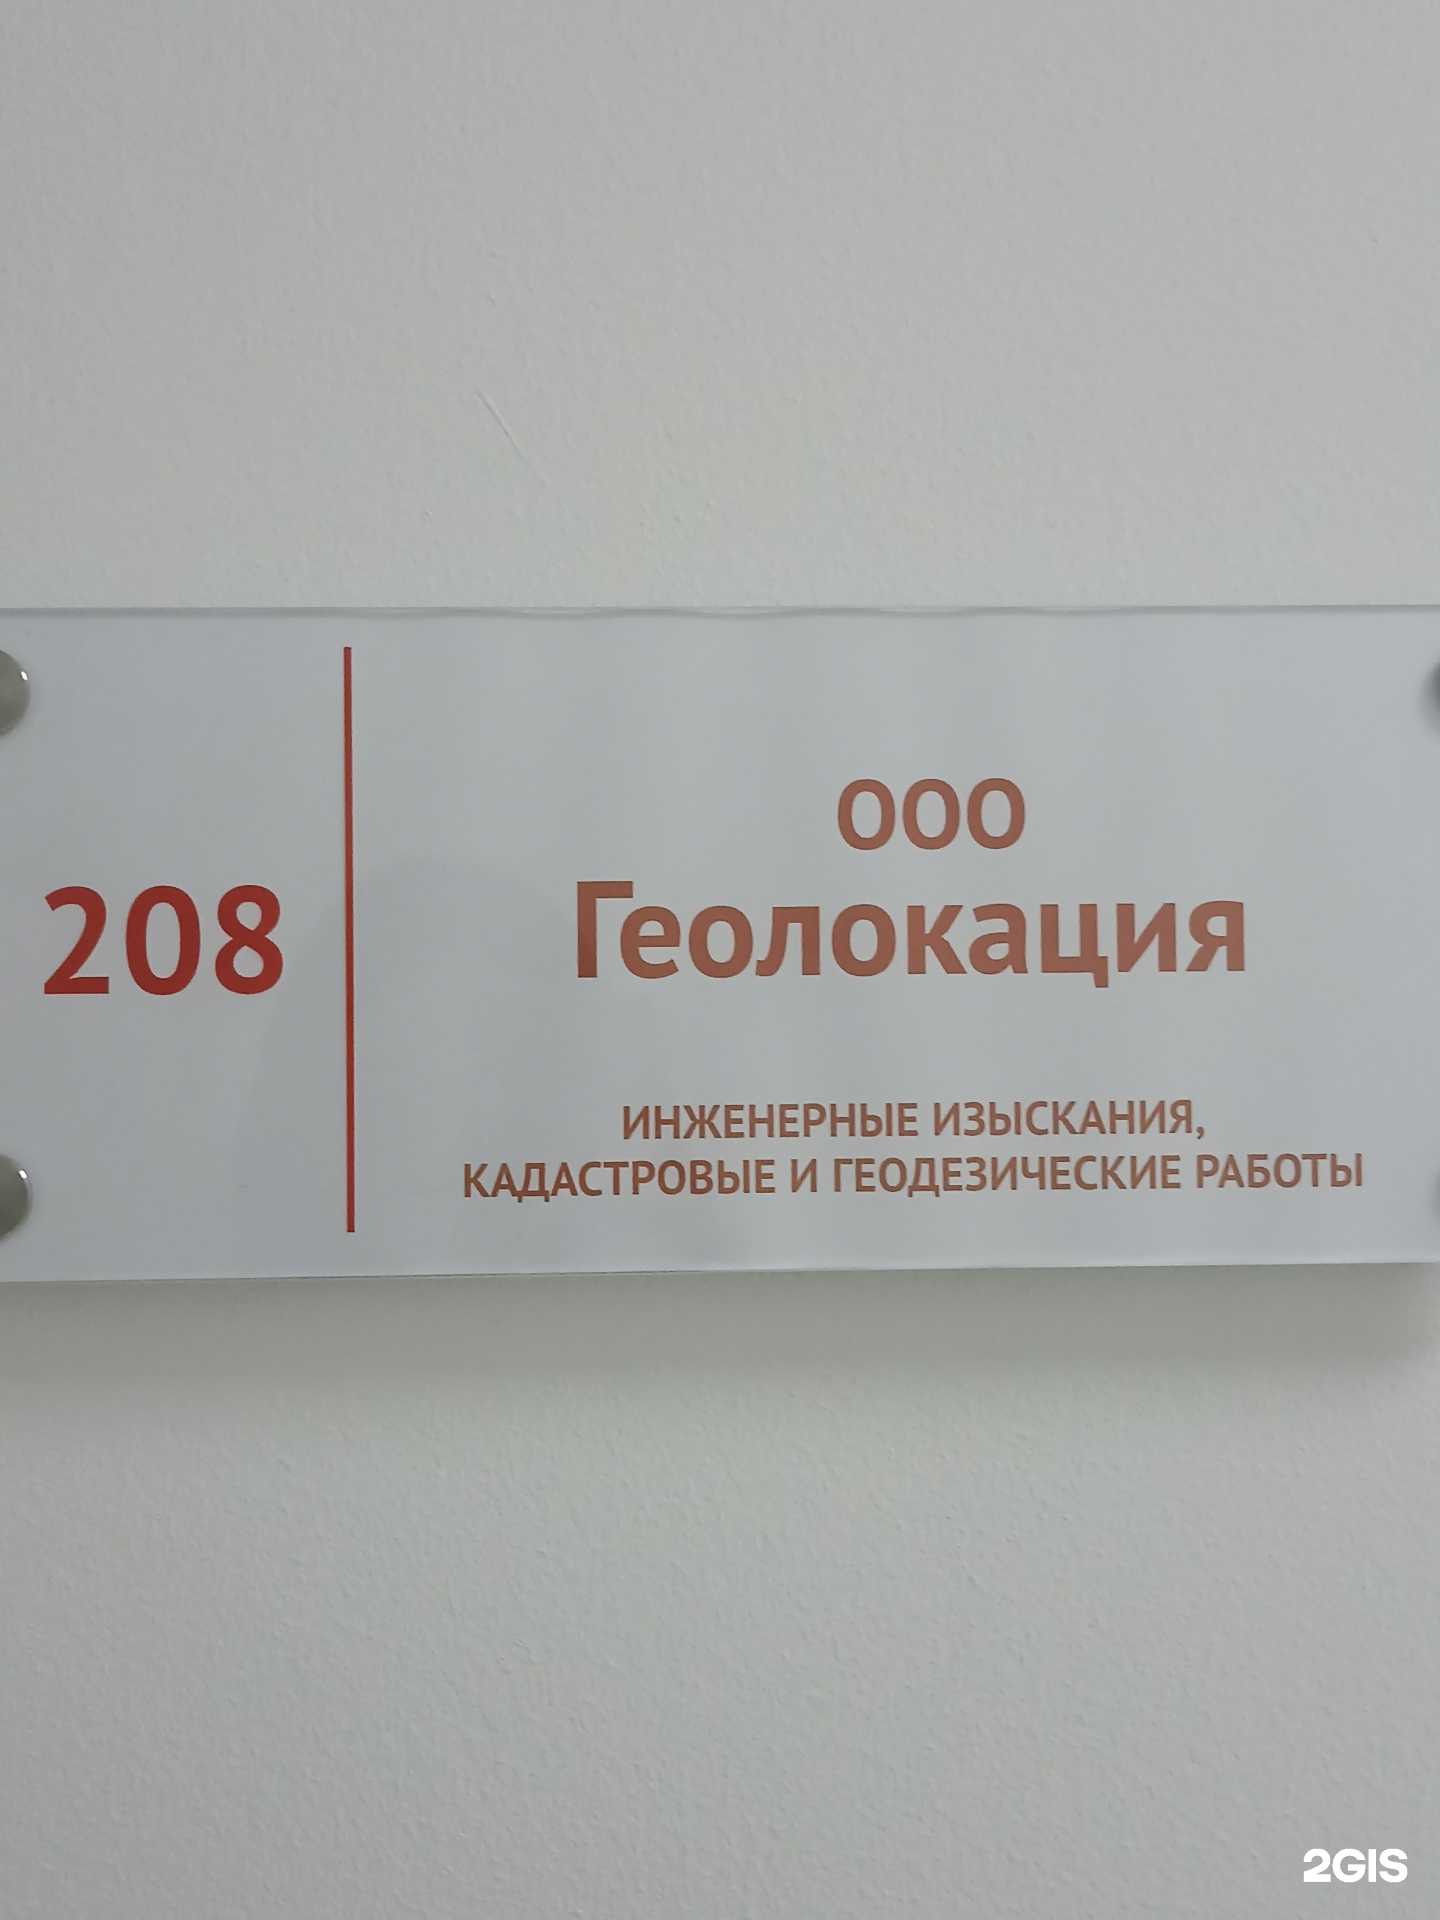 208
ООО
Геолокация
ИНЖЕНЕРНЫЕ ИЗЫСКАНИЯ,
КАДАСТРОВЫЕ И ГЕОДЕЗИЧЕСКИЕ РАБОТЫ
2GIS